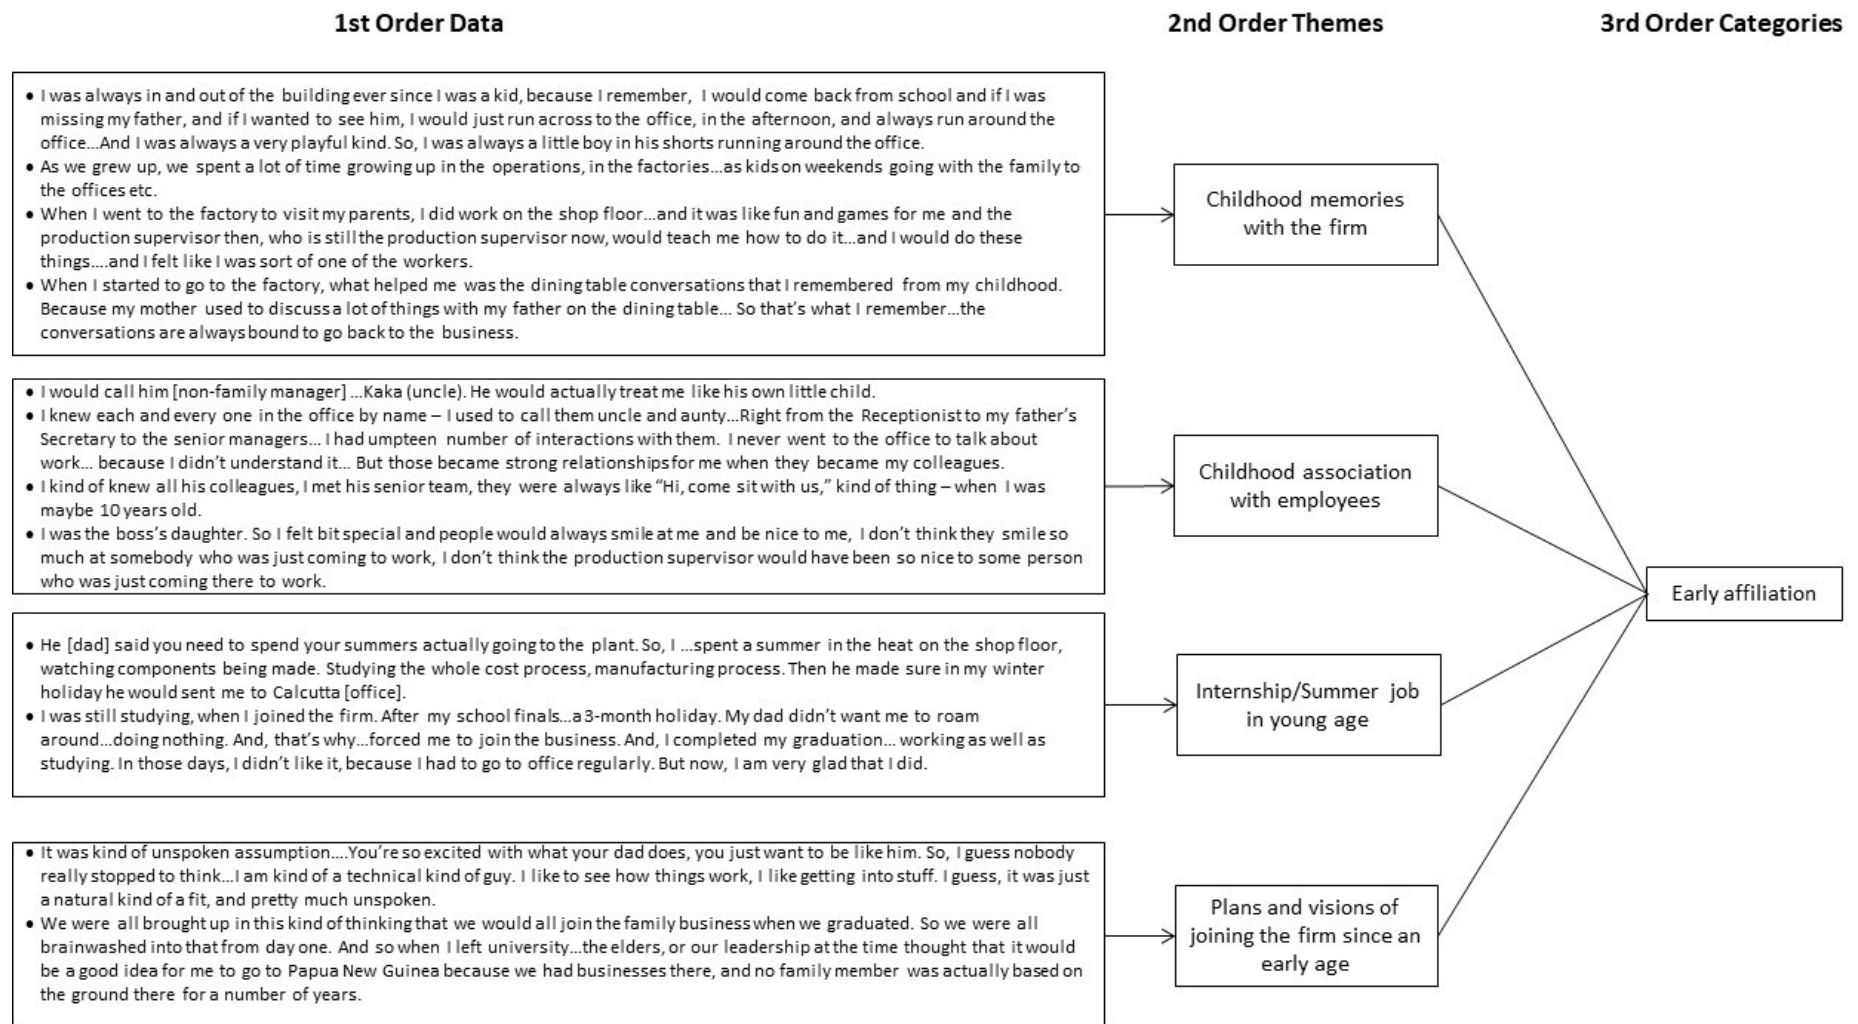 1st Order Data
2nd Order Themes
3rd Order Categories
• I was always in and out of the building ever since I was a kid, because I remember, I would come back from school and if I was
missing my father, and if I wanted to see him, I would just run across to the office, in the afternoon, and always run around the
office...And I was always a very playful kind. So, I was always a little boy in his shorts running around the office.
• As we grew up, we spent a lot of time growing up in the operations, in the factories...as kids on weekends going with the family to
the offices etc.
• When I went to the factory to visit my parents, I did work on the shop floor...and it was like fun and games for me and the
production supervisor then, who is still the production supervisor now, would teach me how to do it...and I would do these
things....and I felt like I was sort of one of the workers.
• When I started to go to the factory, what helped me was the dining table conversations that I remembered from my childhood.
Because my mother used to discuss a lot of things with my father on the dining table... So that's what I remember...the
conversations are always bound to go back to the business.
Childhood memories
with the firm
• I would call him [non-family manager] ...Kaka (uncle). He would actually treat me like his own little child.
• I knew each and every one in the office by name – I used to call them uncle and aunty...Right from the Receptionist to my father's
Secretary to the senior managers... I had umpteen number of interactions with them. I never went to the office to talk about
work... because I didn't understand it... But those became strong relationships for me when they became my colleagues.
• I kind of knew all his colleagues, I met his senior team, they were always like “Hi, come sit with us,” kind of thing – when I was
maybe 10 years old.
• I was the boss's daughter. So I felt bit special and people would always smile at me and be nice to me, I don't think they smile so
much at somebody who was just coming to work, I don't think the production supervisor would have been so nice to some person
who was just coming there to work.
Childhood association
with employees
• He [dad] said you need to spend your summers actually going to the plant. So, I ...spent a summer in the heat on the shop floor,
watching components being made. Studying the whole cost process, manufacturing process. Then he made sure in my winter
holiday he would sent me to Calcutta [office].
• I was still studying, when I joined the firm. After my school finals...a 3-month holiday. My dad didn't want me to roam
around...doing nothing. And, that's why...forced me to join the business. And, I completed my graduation... working as well as
studying. In those days, I didn't like it, because I had to go to office regularly. But now, I am very glad that I did.
Internship/Summer job
in young age
• It was kind of unspoken assumption....You're so excited with what your dad does, you just want to be like him. So, I guess nobody
really stopped to think...I am kind of a technical kind of guy. I like to see how things work, I like getting into stuff. I guess, it was just
a natural kind of a fit, and pretty much unspoken.
• We were all brought up in this kind of thinking that we would all join the family business when we graduated. So we were all
brainwashed into that from day one. And so when I left university...the elders, or our leadership at the time thought that it would
be a good idea for me to go to Papua New Guinea because we had businesses there, and no family member was actually based on
the ground there for a number of years.
Plans and visions of
joining the firm since an
early age
Early affiliation